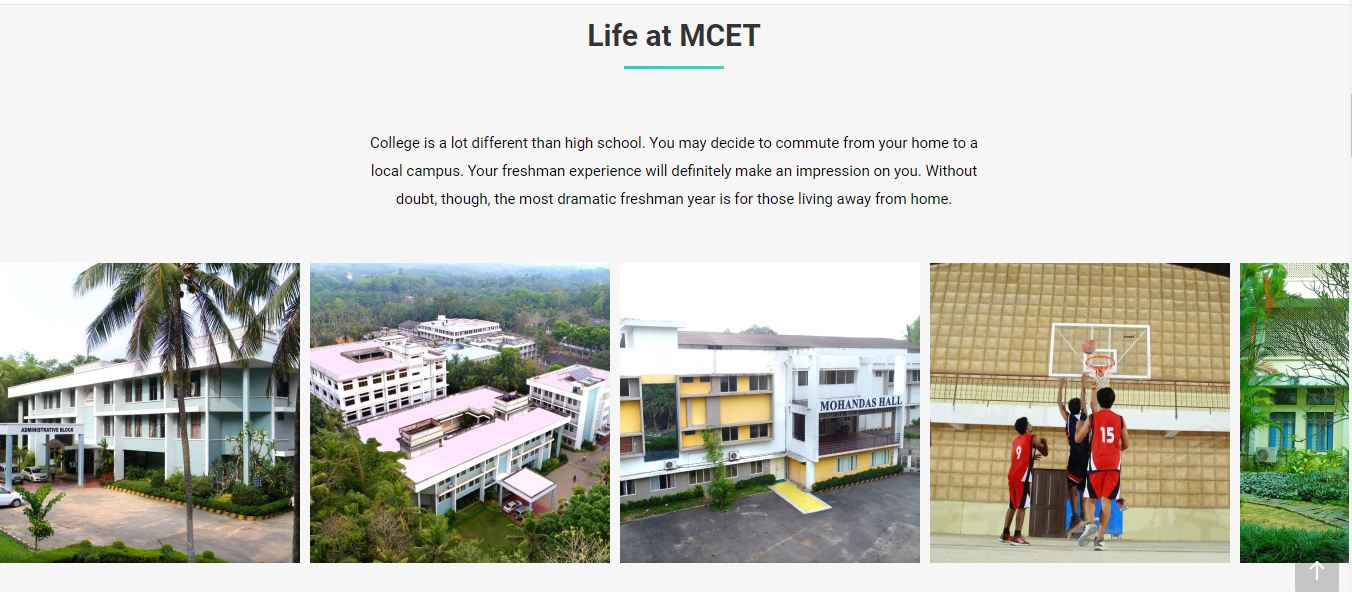 Life at MCET
College is a lot different than high school. You may decide to commute from your home to a
local campus. Your freshman experience will definitely make an impression on you. Without
doubt, though, the most dramatic freshman year is for those living away from home.
ADMINISTRATIVE BLOCK
MOHANDAS HALL
9
15